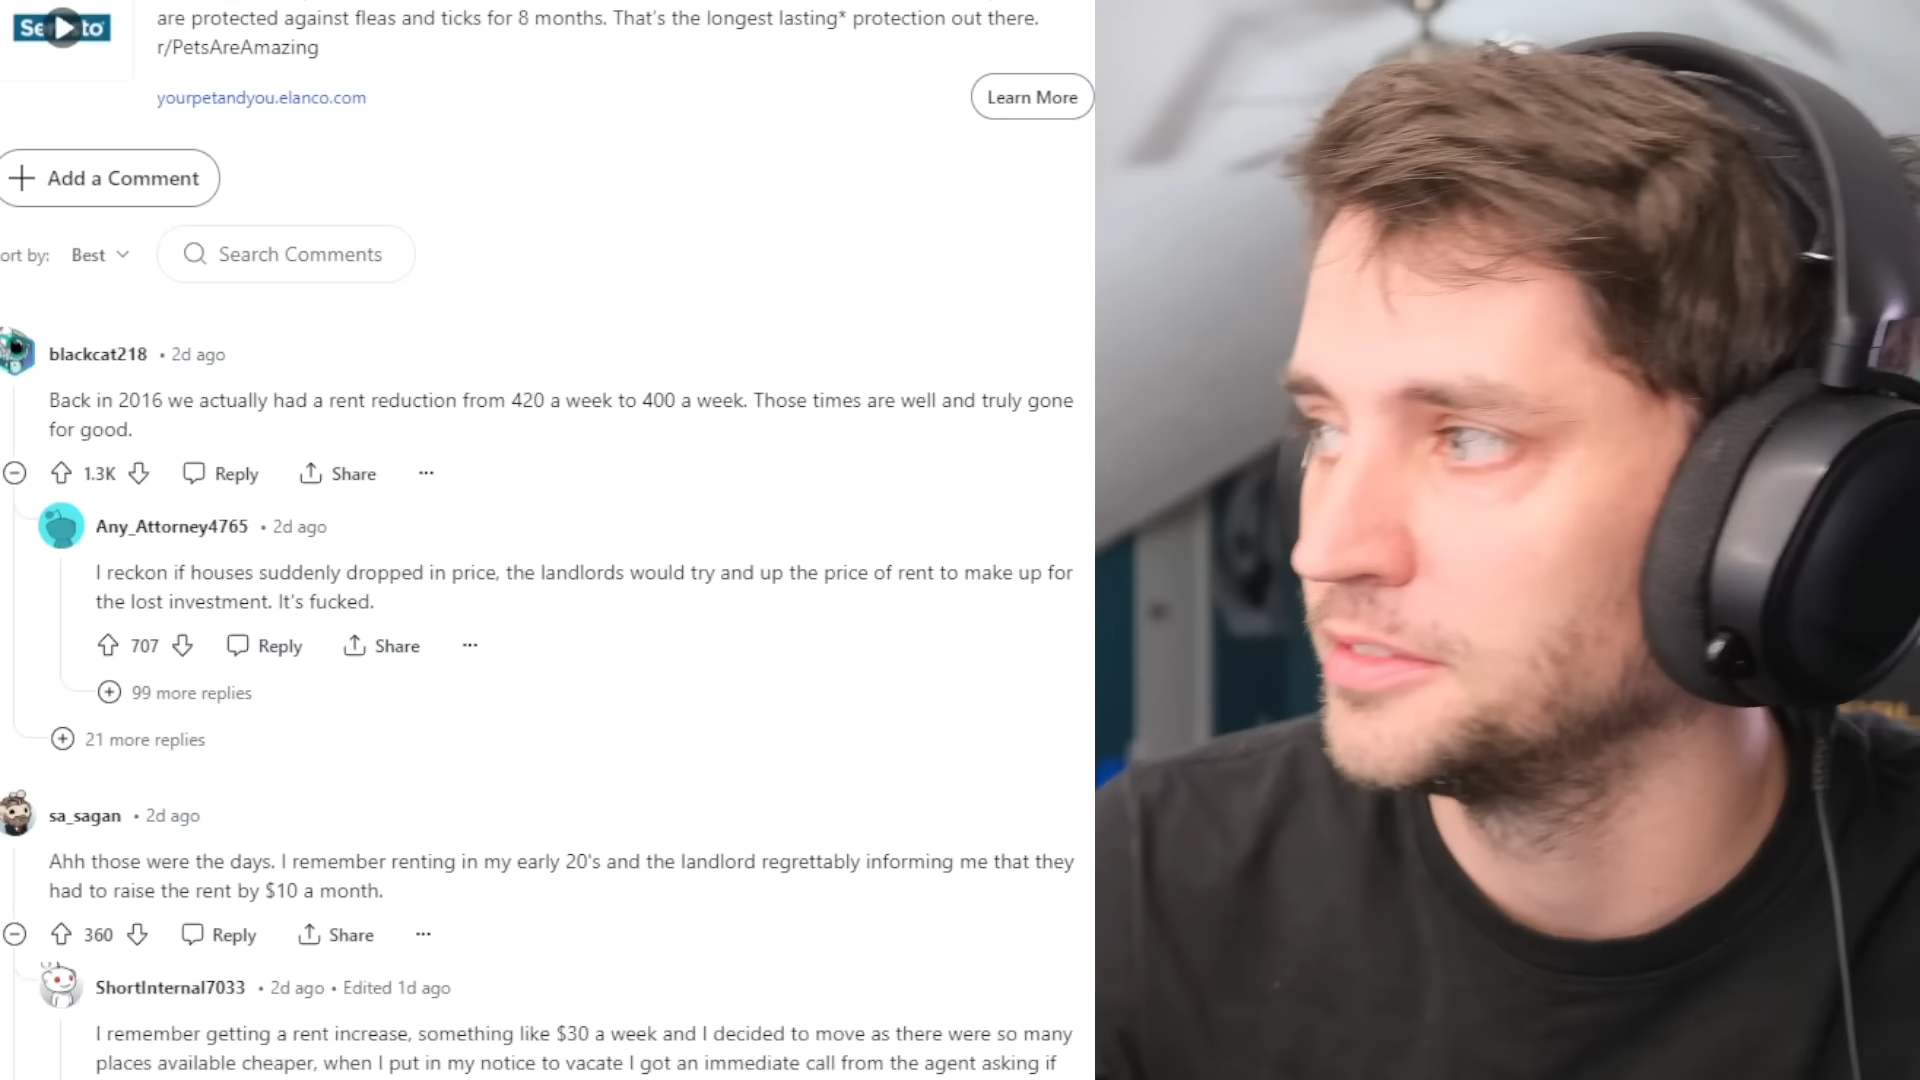 Se to
are protected against fleas and ticks for 8 months. That's the longest lasting* protection out there.
r/PetsAreAmazing
yourpetandyou.elanco.com
Learn More
Add a Comment
ort by: Best
Search Comments
blackcat218 • 2d ago
Back in 2016 we actually had a rent reduction from 420 a week to 400 a week. Those times are well and truly gone
for good.
1.3K Reply Share ...
Any_Attorney4765 • 2d ago
I reckon if houses suddenly dropped in price, the landlords would try and up the price of rent to make up for
the lost investment. It's fucked.
707 Reply Share ...
99 more replies
21 more replies
sa_sagan • 2d ago
Ahh those were the days. I remember renting in my early 20's and the landlord regrettably informing me that they
had to raise the rent by $10 a month.
360 Reply Share ...
ShortInternal7033 • 2d ago • Edited 1d ago
I remember getting a rent increase, something like $30 a week and I decided to move as there were so many
places available cheaper, when I put in my notice to vacate I got an immediate call from the agent asking if